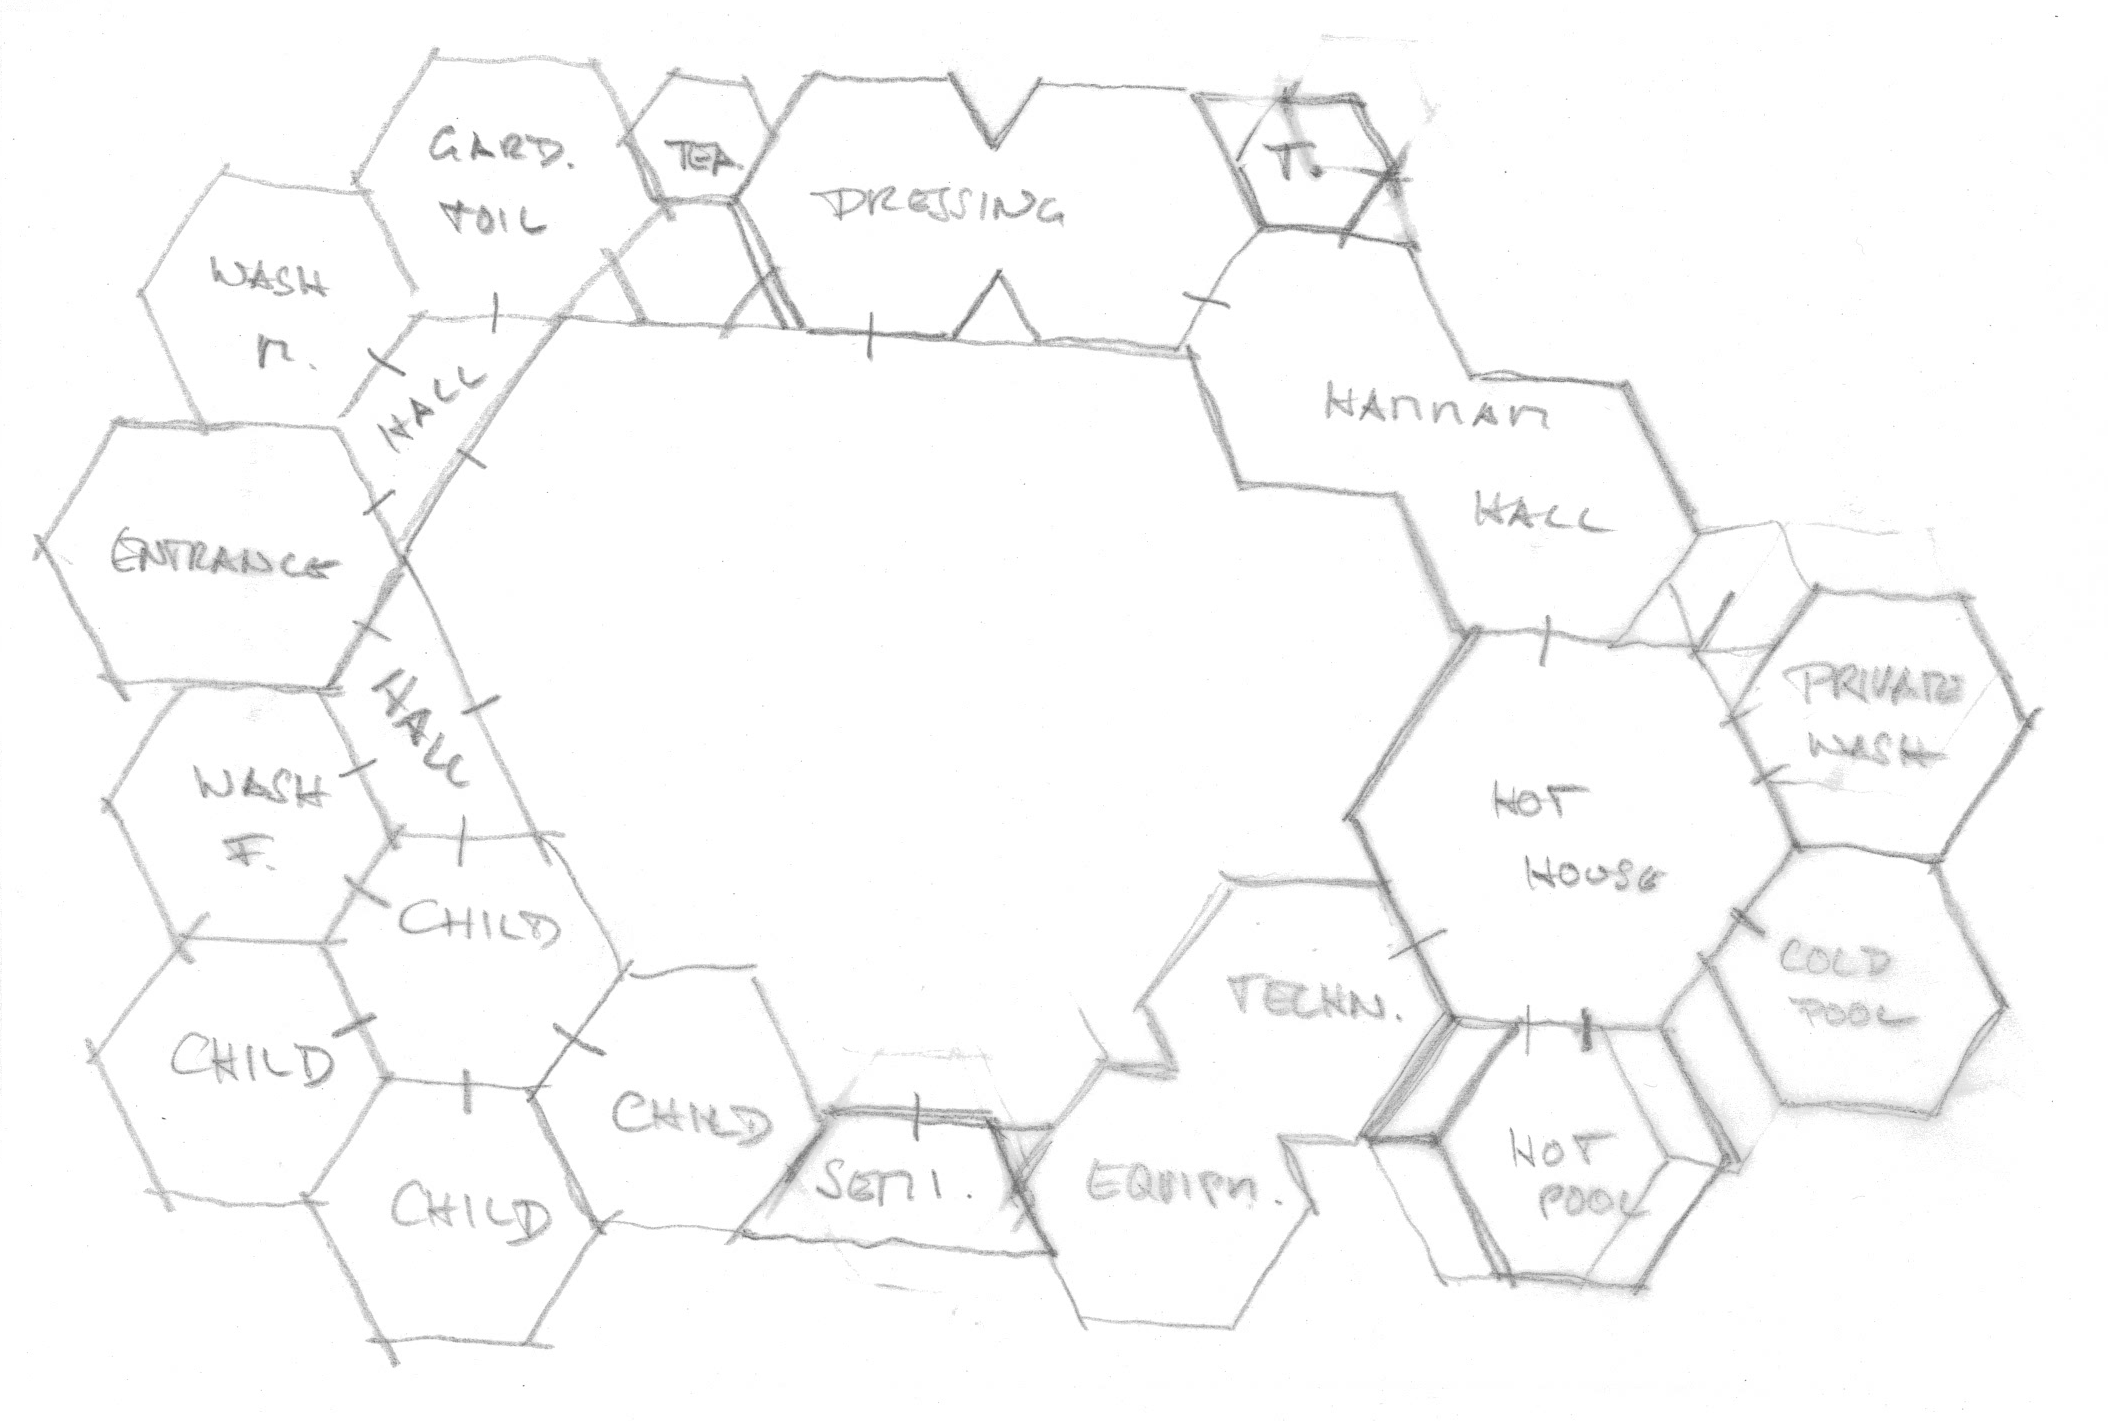 GARD.
TOIL
TEA.
DRESSING
T.
WASH
M.
HALL
HAMMAM
HALL
ENTRANCE
HALL
PRIVATE
WASH
WASH
F.
HOT
HOUSE
CHILD
COLD
POOL
TECHN.
CHILD
CHILD
SEMI.
EQUIPM.
HOT
POOL
CHILD